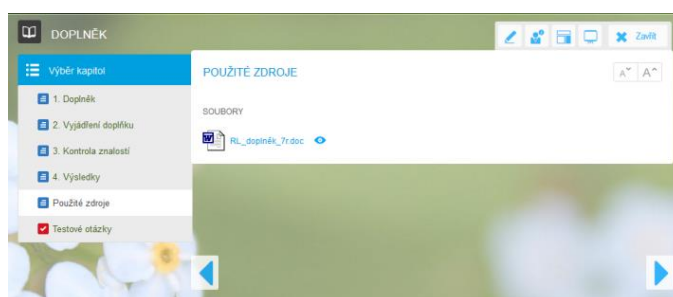 DOPLNĚK
Zavřít
Výběr kapitol
1. Doplněk
2. Vyjádření doplňku
3. Kontrola znalostí
4. Výsledky
Použité zdroje
Testové otázky
POUŽITÉ ZDROJE
A A
SOUBORY
RL_doplněk_7r.doc